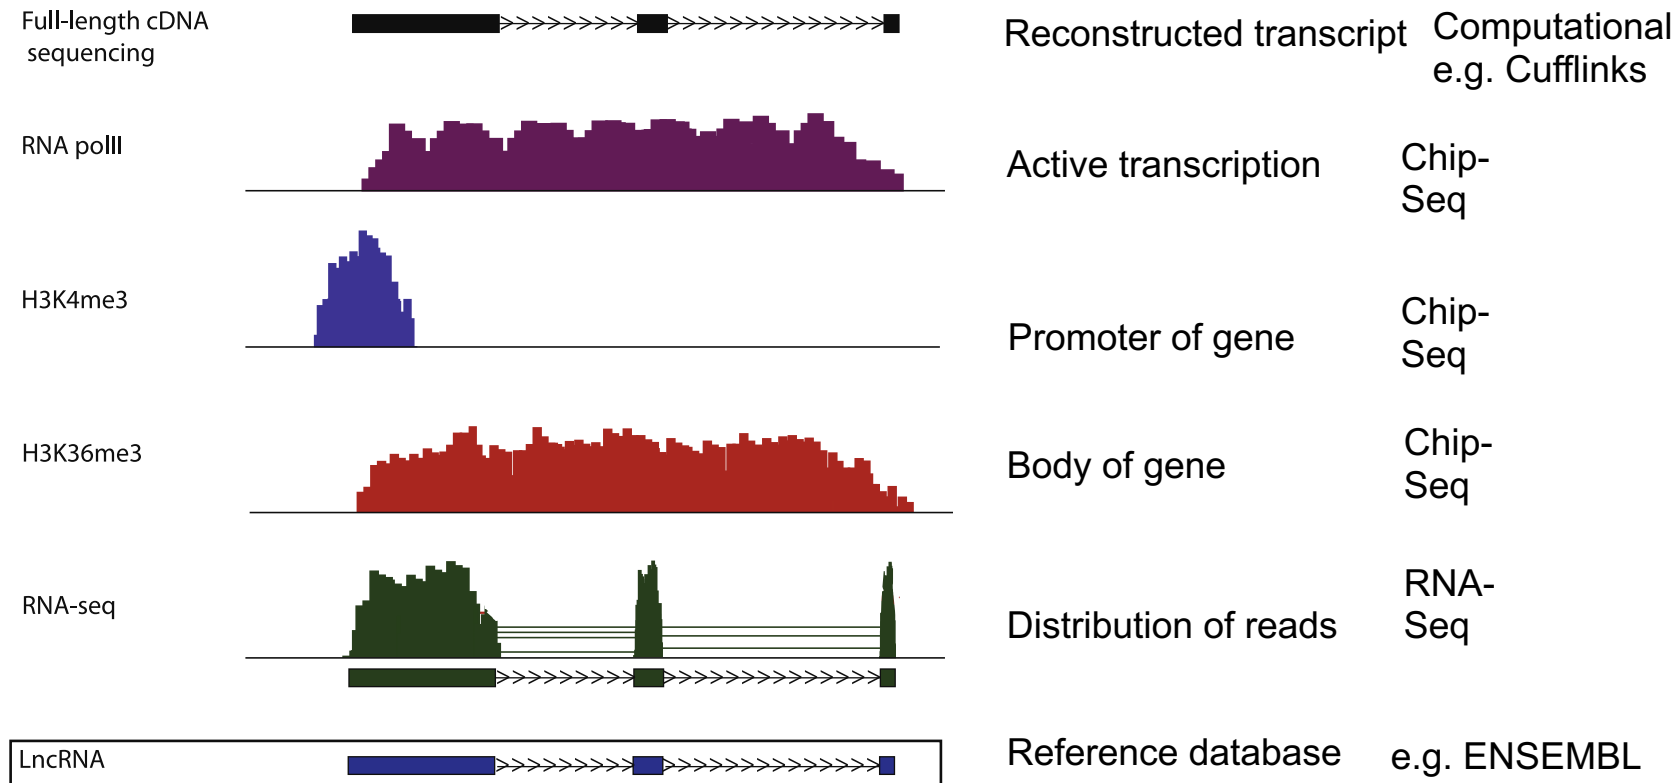 Full-length cDNA
sequencing
Reconstructed transcript
Computational
e.g. Cufflinks
RNA polII
Active transcription
Chip-
Seq
H3K4me3
Promoter of gene
Chip-
Seq
H3K36me3
Body of gene
Chip-
Seq
RNA-seq
Distribution of reads
RNA-
Seq
LncRNA
Reference database
e.g. ENSEMBL